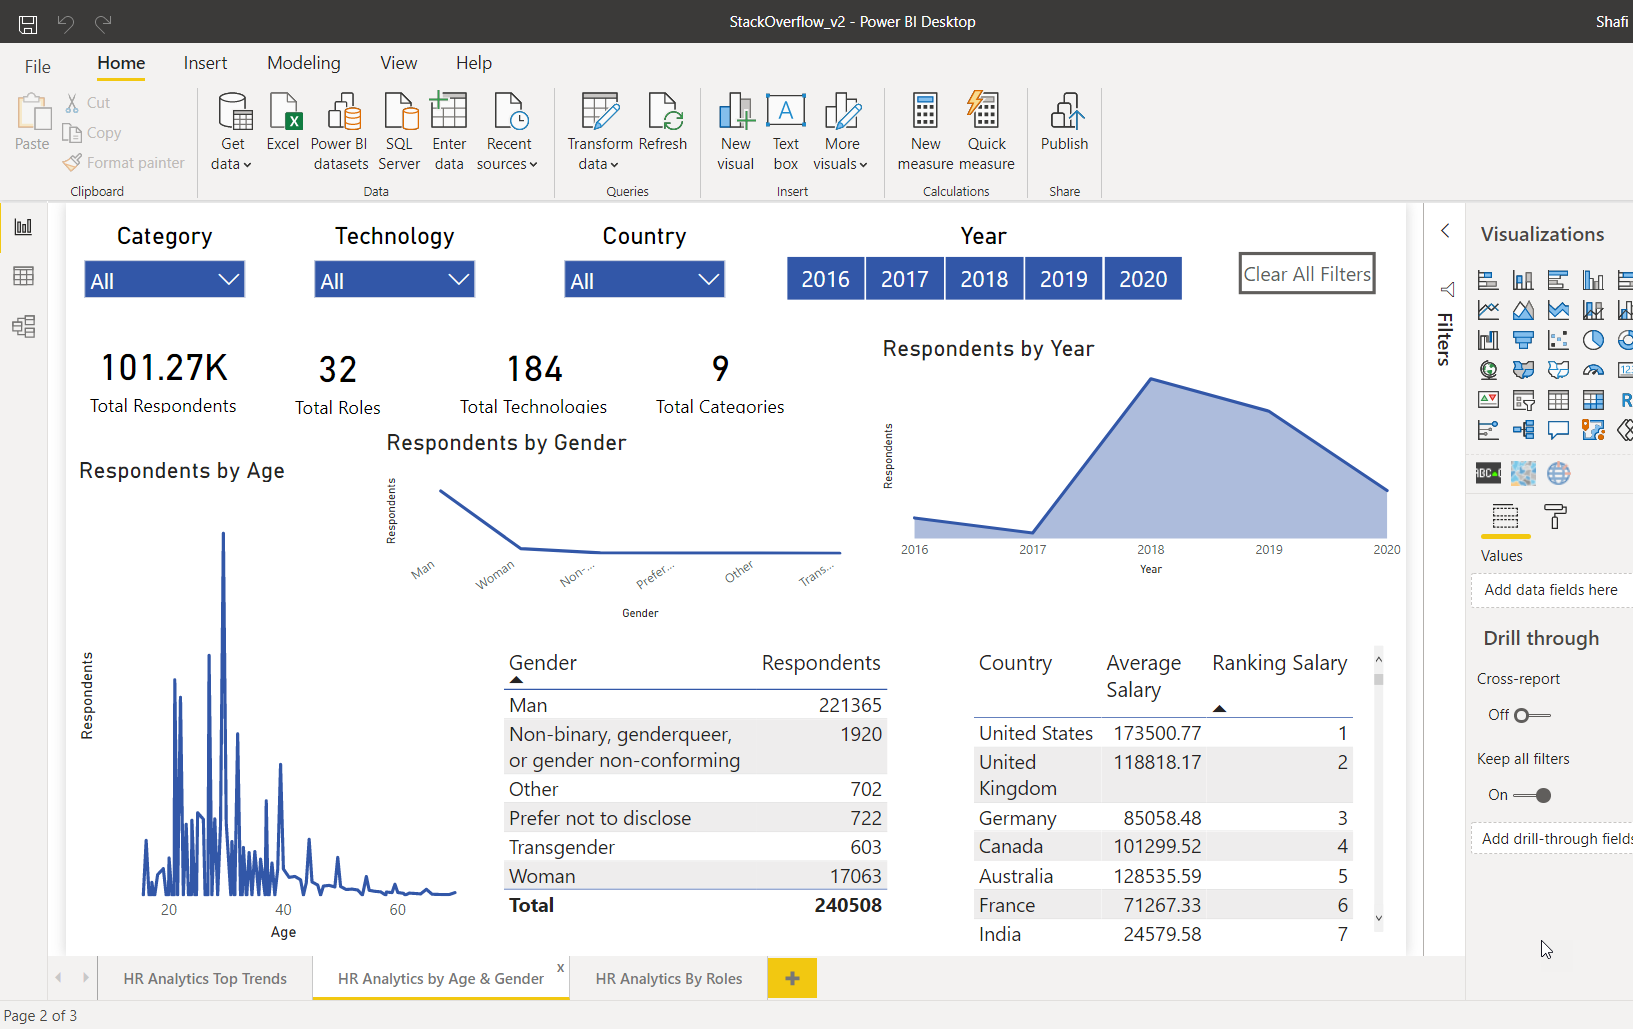 StackOverflow_v2 - Power BI Desktop
Shafi
File Home Insert Modeling View Help
Paste
Cut
Copy
Format painter
Clipboard
Get data
Excel
Power BI datasets
SQL Server
Enter data
Recent sources
Data
Transform data
Refresh
Queries
New visual
Text box
More visuals
Insert
New measure
Quick measure
Calculations
Publish
Share
Category
All
Technology
All
Country
All
Year
2016 2017 2018 2019 2020
Clear All Filters
101.27K
Total Respondents
32
Total Roles
184
Total Technologies
9
Total Categories
Respondents by Year
Respondents
2016 2017 2018 2019 2020
Year
Respondents by Gender
Respondents
Man Woman Non-... Prefer... Other Trans...
Gender
Respondents by Age
Respondents
20 40 60
Age
Gender Respondents
Man 221365
Non-binary, genderqueer,
or gender non-conforming 1920
Other 702
Prefer not to disclose 722
Transgender 603
Woman 17063
Total 240508
Country Average Salary Ranking Salary
United States 173500.77 1
United Kingdom 118818.17 2
Germany 85058.48 3
Canada 101299.52 4
Australia 128535.59 5
France 71267.33 6
India 24579.58 7
Filters
Visualizations
123
R
Values
Add data fields here
Drill through
Cross-report
Off
Keep all filters
On
Add drill-through fields
HR Analytics Top Trends
HR Analytics by Age & Gender
x
HR Analytics By Roles
+
Page 2 of 3